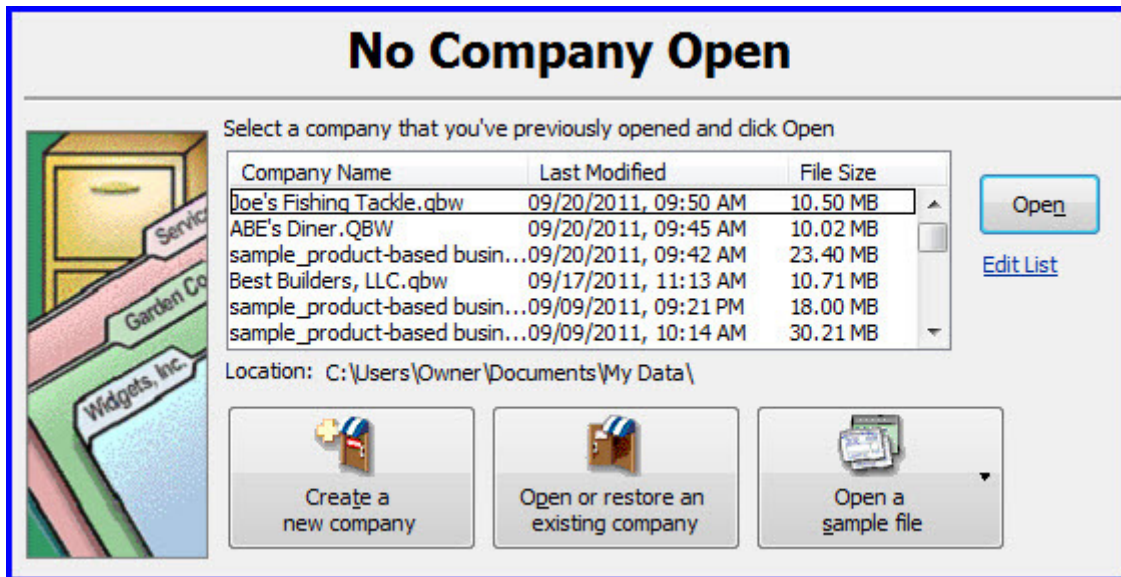 No Company Open
Select a company that you've previously opened and click Open
Company Name Last Modified File Size
Joe's Fishing Tackle.qbw 09/20/2011, 09:50 AM 10.50 MB
ABE's Diner.QBW 09/20/2011, 09:45 AM 10.02 MB
sample_product-based busin...09/20/2011, 09:42 AM 23.40 MB
Best Builders, LLC.qbw 09/17/2011, 11:13 AM 10.71 MB
sample_product-based busin...09/09/2011, 09:21 PM 18.00 MB
sample_product-based busin...09/09/2011, 10:14 AM 30.21 MB
Open
Edit List
Servic
Garden Co
Widgets, Inc.
Location: C:\Users\Owner\Documents\My Data\
Create a
new company
Open or restore an
existing company
Open a
sample file